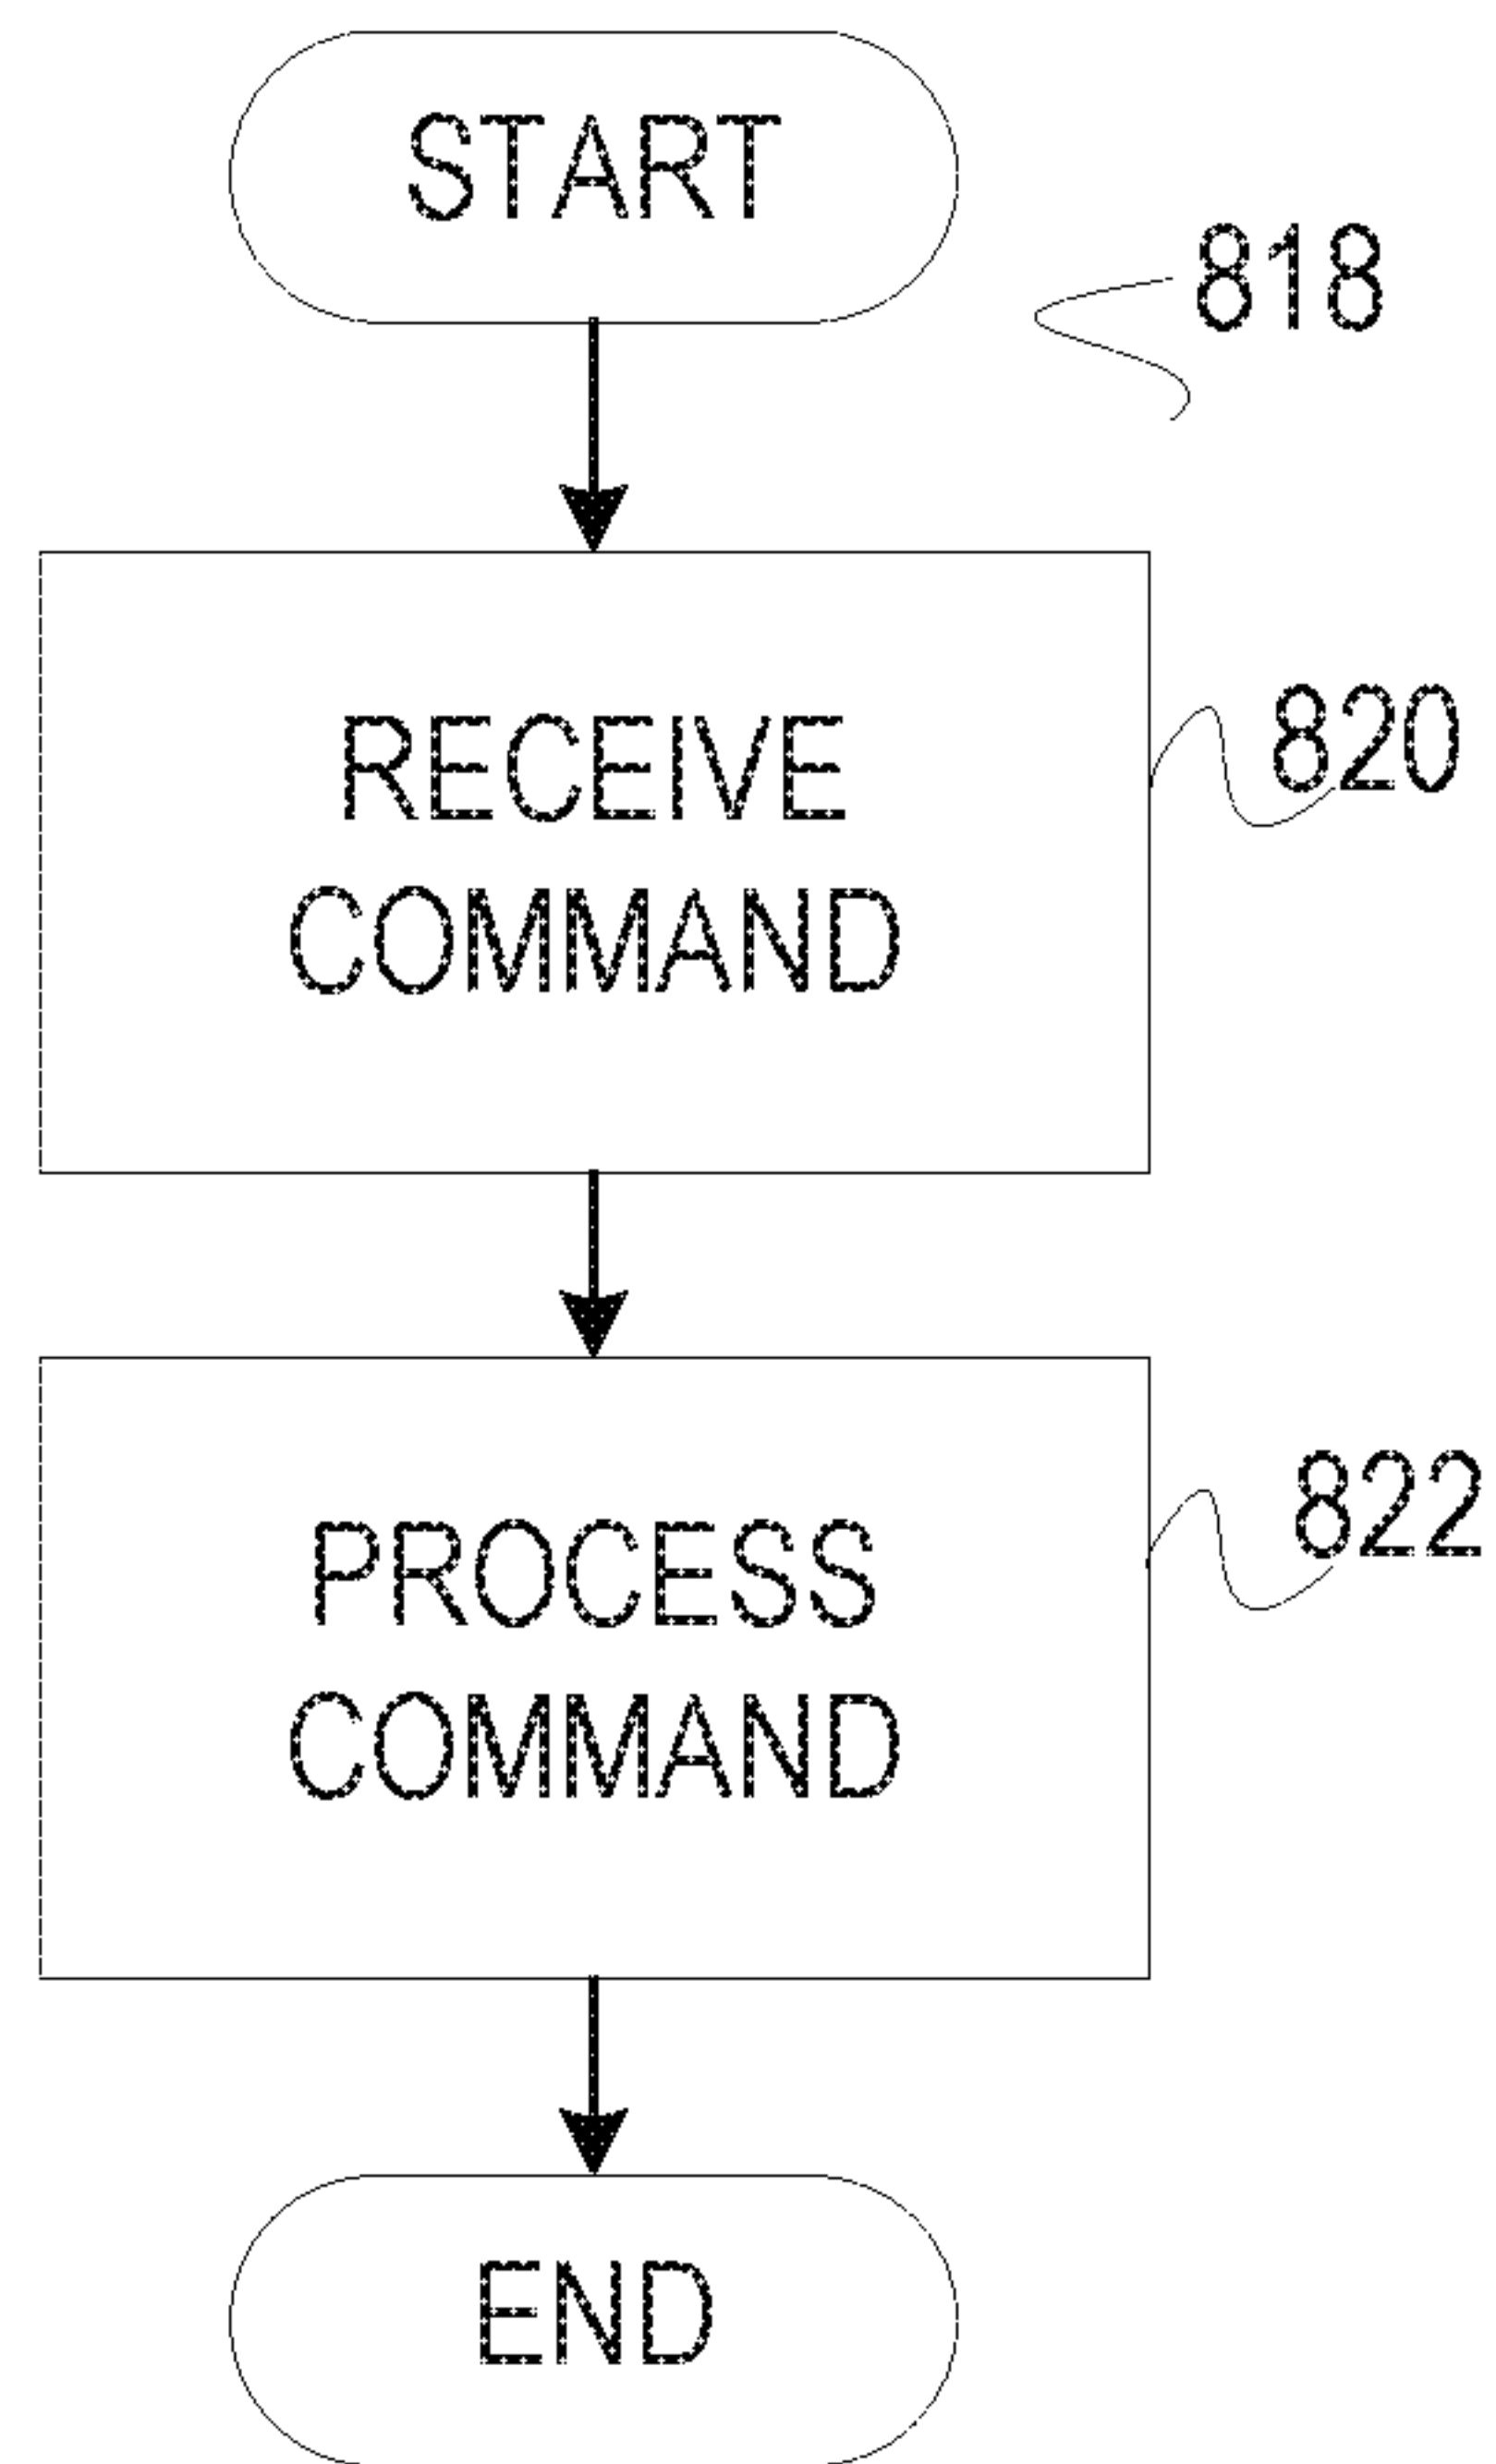 START
818
RECEIVE
COMMAND
820
PROCESS
COMMAND
822
END